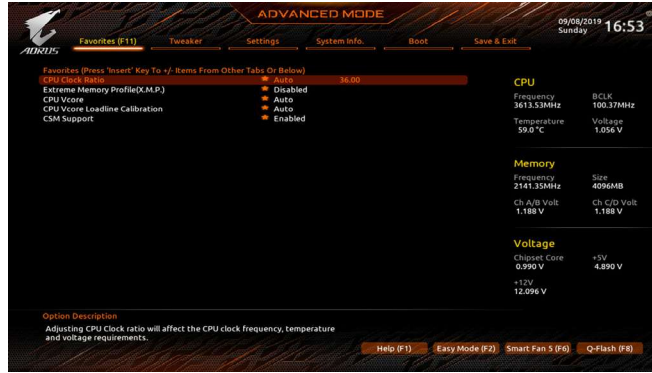 ADVANCED MODE
09/08/2019 16:53
Sunday
AORUS
Favorites (F11) Tweaker Settings System Info. Boot Save & Exit
Favorites (Press 'Insert' Key To +/- Items From Other Tabs Or Below)
CPU Clock Ratio Auto 36.00
Extreme Memory Profile(X.M.P.) Disabled
CPU Vcore Auto
CPU Vcore Loadline Calibration Auto
CSM Support Enabled
CPU
Frequency BCLK
3613.53MHz 100.37MHz
Temperature Voltage
59.0 °C 1.056 V
Memory
Frequency Size
2141.35MHz 4096MB
Ch A/B Volt Ch C/D Volt
1.188 V 1.188 V
Voltage
Chipset Core +5V
0.990 V 4.890 V
+12V
12.096 V
Option Description
Adjusting CPU Clock ratio will affect the CPU clock frequency, temperature
and voltage requirements.
Help (F1) Easy Mode (F2) Smart Fan 5 (F6) Q-Flash (F8)